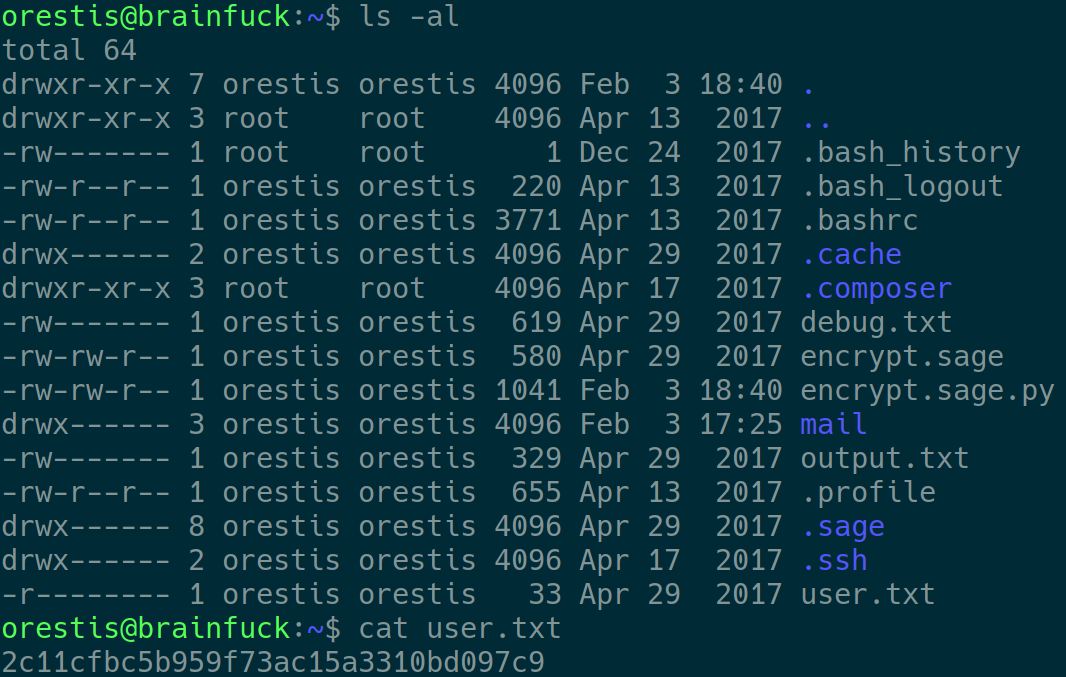 orestis@brainfuck:~$ ls -al
total 64
drwxr-xr-x 7 orestis orestis 4096 Feb  3 18:40 .
drwxr-xr-x 3 root    root    4096 Apr 13  2017 ..
-rw------- 1 root    root       1 Dec 24  2017 .bash_history
-rw-r--r-- 1 orestis orestis  220 Apr 13  2017 .bash_logout
-rw-r--r-- 1 orestis orestis 3771 Apr 13  2017 .bashrc
drwx------ 2 orestis orestis 4096 Apr 29  2017 .cache
drwxr-xr-x 3 root    root    4096 Apr 17  2017 .composer
-rw------- 1 orestis orestis  619 Apr 29  2017 debug.txt
-rw-rw-r-- 1 orestis orestis  580 Apr 29  2017 encrypt.sage
-rw-rw-r-- 1 orestis orestis 1041 Feb  3 18:40 encrypt.sage.py
drwx------ 3 orestis orestis 4096 Feb  3 17:25 mail
-rw------- 1 orestis orestis  329 Apr 29  2017 output.txt
-rw-r--r-- 1 orestis orestis  655 Apr 13  2017 .profile
drwx------ 8 orestis orestis 4096 Apr 29  2017 .sage
drwx------ 2 orestis orestis 4096 Apr 17  2017 .ssh
-r-------- 1 orestis orestis   33 Apr 29  2017 user.txt
orestis@brainfuck:~$ cat user.txt
2c11cfbc5b959f73ac15a3310bd097c9